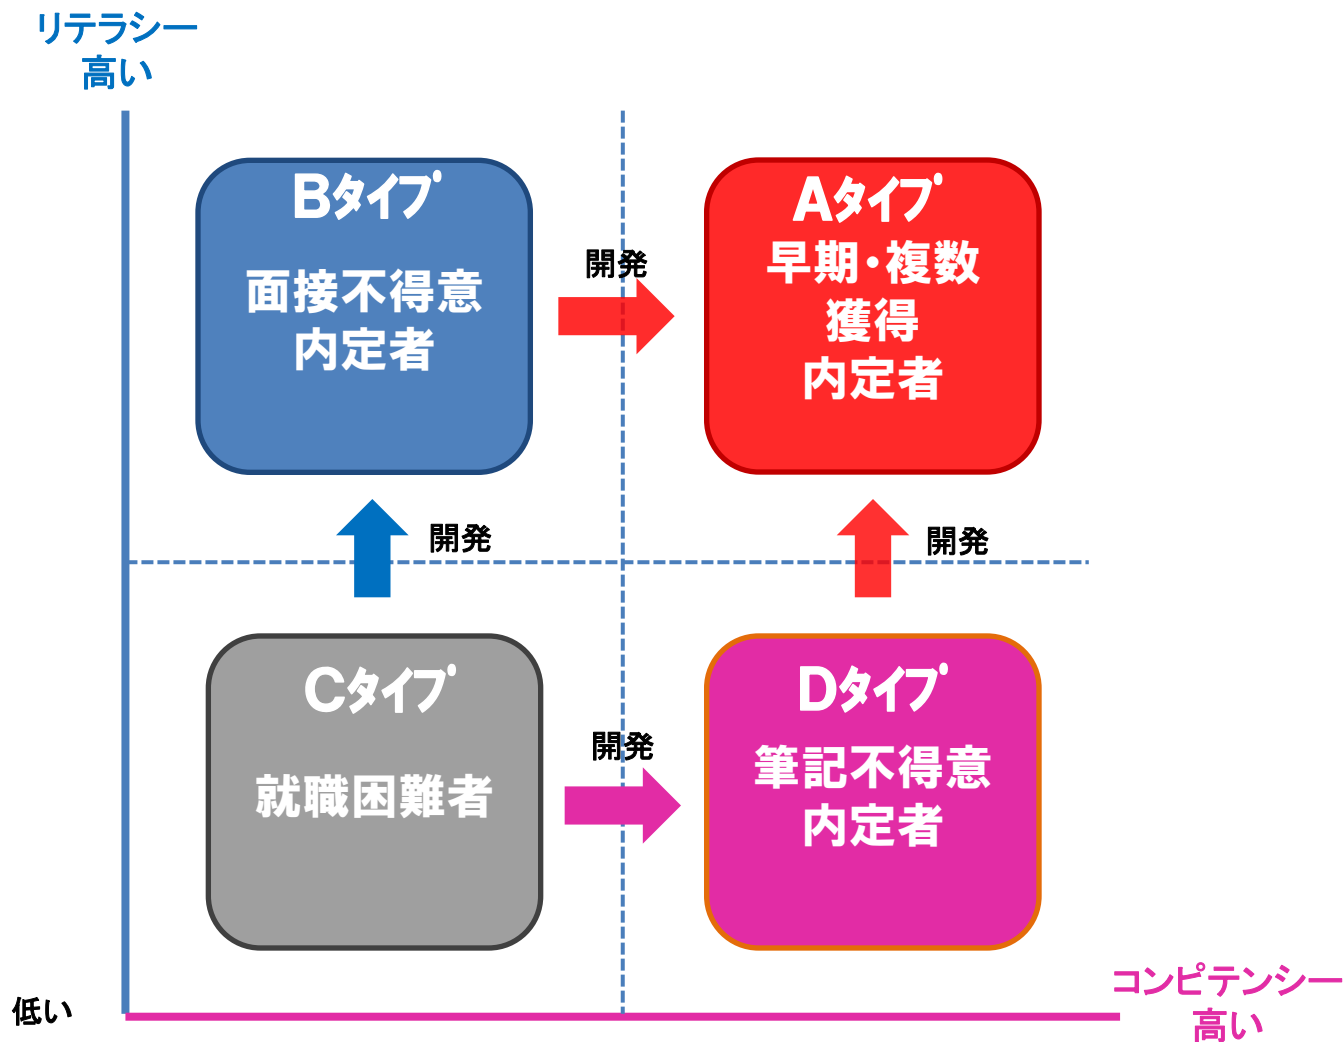 リテラシー
高い
Bタイプ
面接不得意
内定者
開発
Aタイプ
早期・複数
獲得
内定者
開発
開発
Cタイプ
就職困難者
開発
Dタイプ
筆記不得意
内定者
低い
コンピテンシー
高い